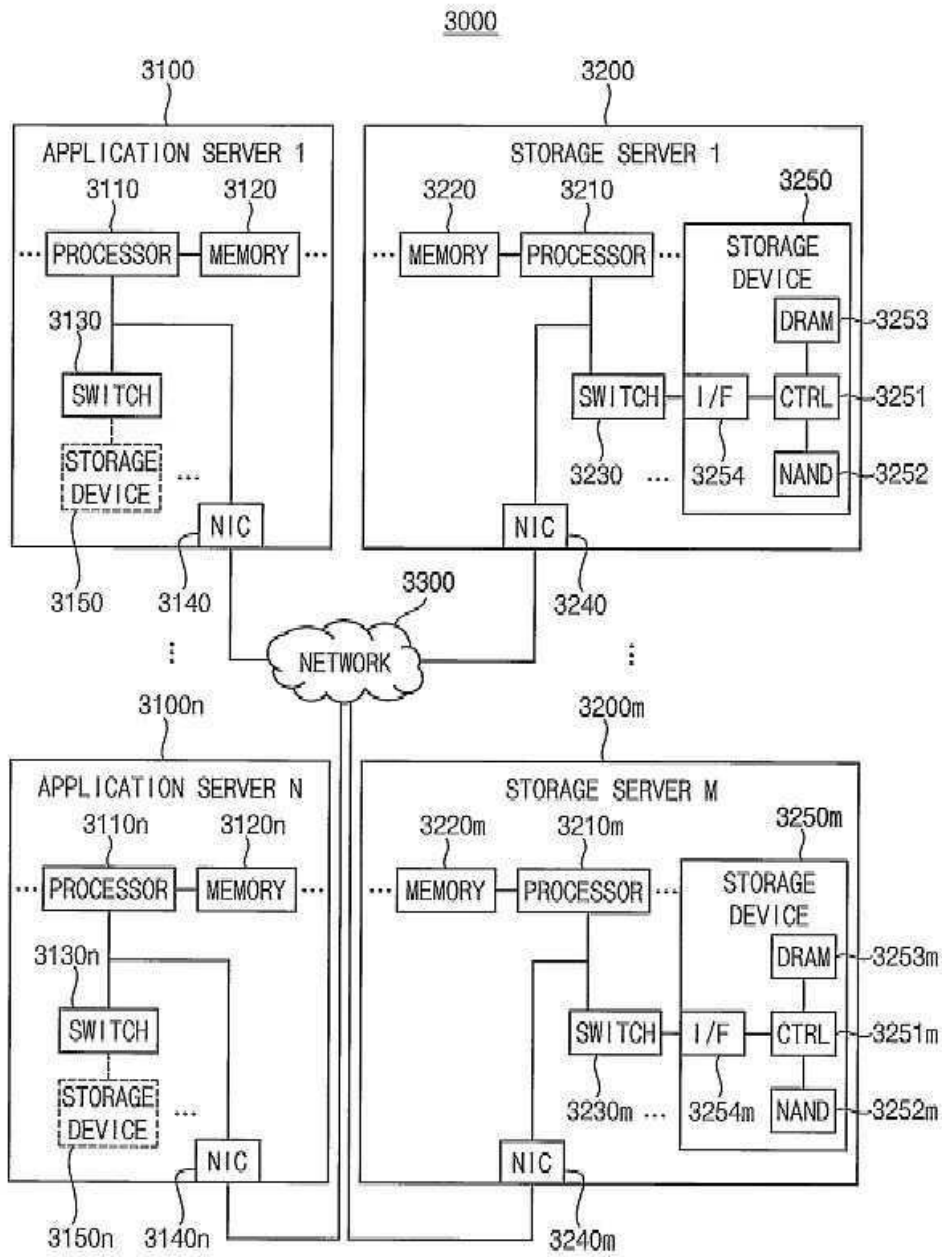 3000
3100
3200
APPLICATION SERVER 1
STORAGE SERVER 1
3110
3120
3220
3210
3250
... PROCESSOR MEMORY ...
... MEMORY PROCESSOR ...
STORAGE
DEVICE
3130
DRAM
3253
SWITCH
SWITCH
I/F
CTRL
3251
STORAGE
DEVICE
...
3230
...
3254
NAND
3252
NIC
NIC
3150
3140
3300
3240
NETWORK
3100n
3200m
APPLICATION SERVER N
STORAGE SERVER M
3110n
3120n
3220m
3210m
3250m
... PROCESSOR MEMORY ...
... MEMORY PROCESSOR ...
STORAGE
DEVICE
3130n
DRAM
3253m
SWITCH
SWITCH
I/F
CTRL
3251m
STORAGE
DEVICE
...
3230m
...
3254m
NAND
3252m
NIC
NIC
3150n
3140n
3240m